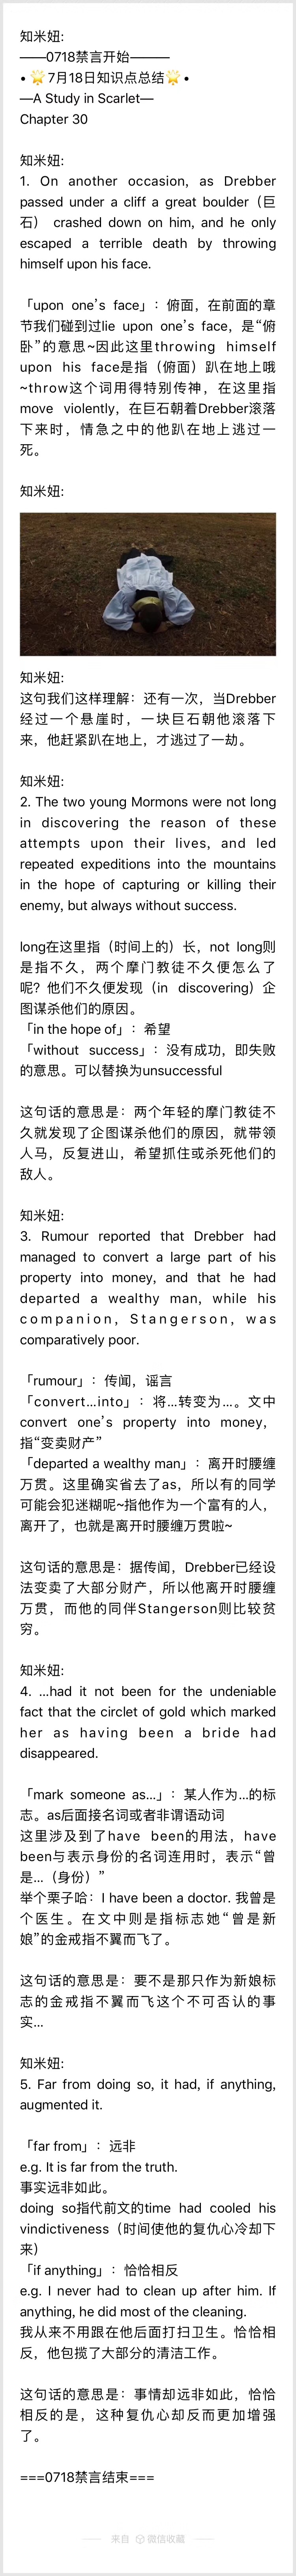 知米妞:
——0718禁言开始———
• 🌟7月18日知识点总结🌟•
—A Study in Scarlet—
Chapter 30
知米妞:
1. On another occasion, as Drebber
passed under a cliff a great boulder（巨
石） crashed down on him, and he only
escaped a terrible death by throwing
himself upon his face.
「upon one’s face」：俯面，在前面的章
节我们碰到过lie upon one’s face，是“俯
卧”的意思~因此这里throwing himself
upon his face是指（俯面）趴在地上哦
~throw这个词用得特别传神，在这里指
move violently，在巨石朝着Drebber滚落
下来时，情急之中的他趴在地上逃过一
死。
知米妞:
知米妞:
这句我们这样理解：还有一次，当Drebber
经过一个悬崖时，一块巨石朝他滚落下
来，他赶紧趴在地上，才逃过了一劫。
知米妞:
2. The two young Mormons were not long
in discovering the reason of these
attempts upon their lives, and led
repeated expeditions into the mountains
in the hope of capturing or killing their
enemy, but always without success.
long在这里指（时间上的）长，not long则
是指不久，两个摩门教徒不久便怎么了
呢？他们不久便发现（in discovering）企
图谋杀他们的原因。
「in the hope of」：希望
「without success」：没有成功，即失败
的意思。可以替换为unsuccessful
这句话的意思是：两个年轻的摩门教徒不
久就发现了企图谋杀他们的原因，就带领
人马，反复进山，希望抓住或杀死他们的
敌人。
知米妞:
3. Rumour reported that Drebber had
managed to convert a large part of his
property into money, and that he had
departed a wealthy man, while his
companion, Stangerson, was
comparatively poor.
「rumour」：传闻，谣言
「convert...into」：将...转变为...。文中
convert one’s property into money，
指“变卖财产”
「departed a wealthy man」：离开时腰缠
万贯。这里确实省去了as，所以有的同学
可能会犯迷糊呢~指他作为一个富有的人，
离开了，也就是离开时腰缠万贯啦~
这句话的意思是：据传闻，Drebber已经设
法变卖了大部分财产，所以他离开时腰缠
万贯，而他的同伴Stangerson则比较贫
穷。
知米妞:
4. ...had it not been for the undeniable
fact that the circlet of gold which marked
her as having been a bride had
disappeared.
「mark someone as...」：某人作为...的标
志。as后面接名词或者非谓语动词
这里涉及到了have been的用法，have
been与表示身份的名词连用时，表示“曾
是...（身份）”
举个栗子哈：I have been a doctor. 我曾是
个医生。在文中则是指标志她“曾是新
娘”的金戒指不翼而飞了。
这句话的意思是：要不是那只作为新娘标
志的金戒指不翼而飞这个不可否认的事
实...
知米妞:
5. Far from doing so, it had, if anything,
augmented it.
「far from」：远非
e.g. It is far from the truth.
事实远非如此。
doing so指代前文的time had cooled his
vindictiveness（时间使他的复仇心冷却下
来）
「if anything」：恰恰相反
e.g. I never had to clean up after him. If
anything, he did most of the cleaning.
我从来不用跟在他后面打扫卫生。恰恰相
反，他包揽了大部分的清洁工作。
这句话的意思是：事情却远非如此，恰恰
相反的是，这种复仇心却反而更加增强
了。
===0718禁言结束===
来自 微信收藏